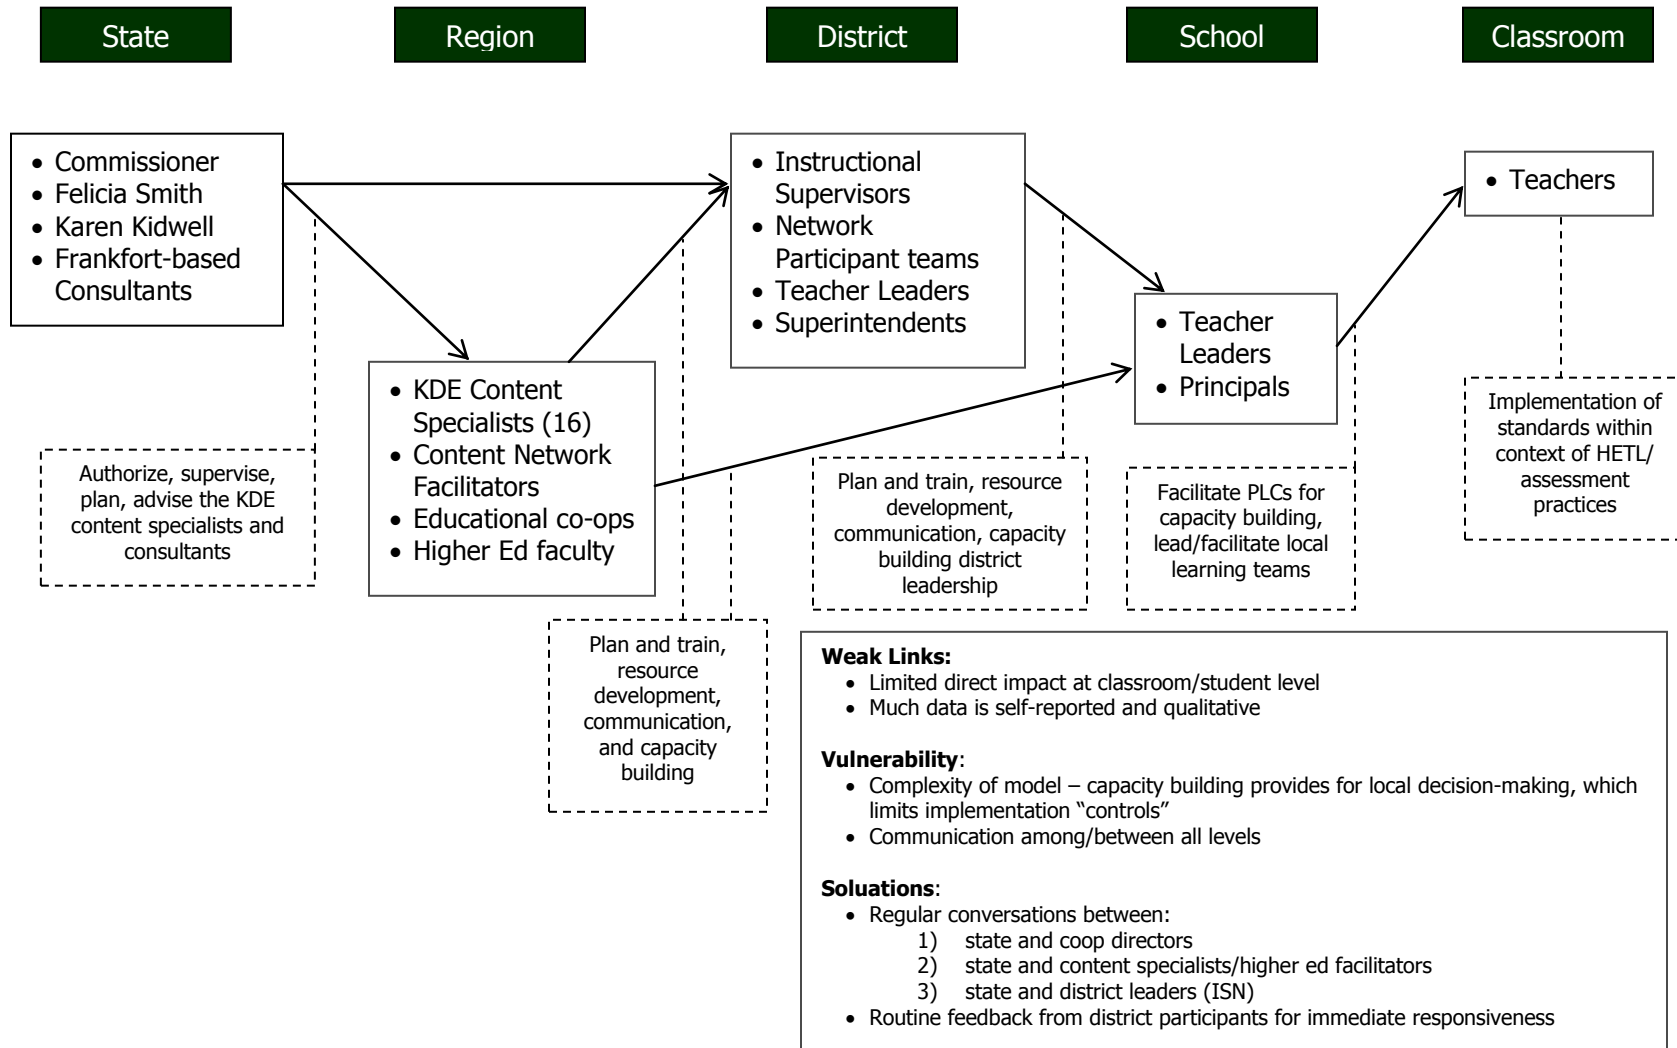 State
Region
District
School
Classroom
• Commissioner
• Felicia Smith
• Karen Kidwell
• Frankfort-based
Consultants
• KDE Content
Specialists (16)
• Content Network
Facilitators
• Educational co-ops
• Higher Ed faculty
• Instructional
Supervisors
• Network
Participant teams
• Teacher Leaders
• Superintendents
• Teacher
Leaders
• Principals
• Teachers
Authorize, supervise,
plan, advise the KDE
content specialists and
consultants
Plan and train,
resource
development,
communication,
and capacity
building
Plan and train, resource
development,
communication, capacity
building district
leadership
Facilitate PLCs for
capacity building,
lead/facilitate local
learning teams
Implementation of
standards within
context of HETL/
assessment
practices
Weak Links:
• Limited direct impact at classroom/student level
• Much data is self-reported and qualitative
Vulnerability:
• Complexity of model – capacity building provides for local decision-making, which
limits implementation “controls”
• Communication among/between all levels
Soluations:
• Regular conversations between:
1) state and coop directors
2) state and content specialists/higher ed facilitators
3) state and district leaders (ISN)
• Routine feedback from district participants for immediate responsiveness